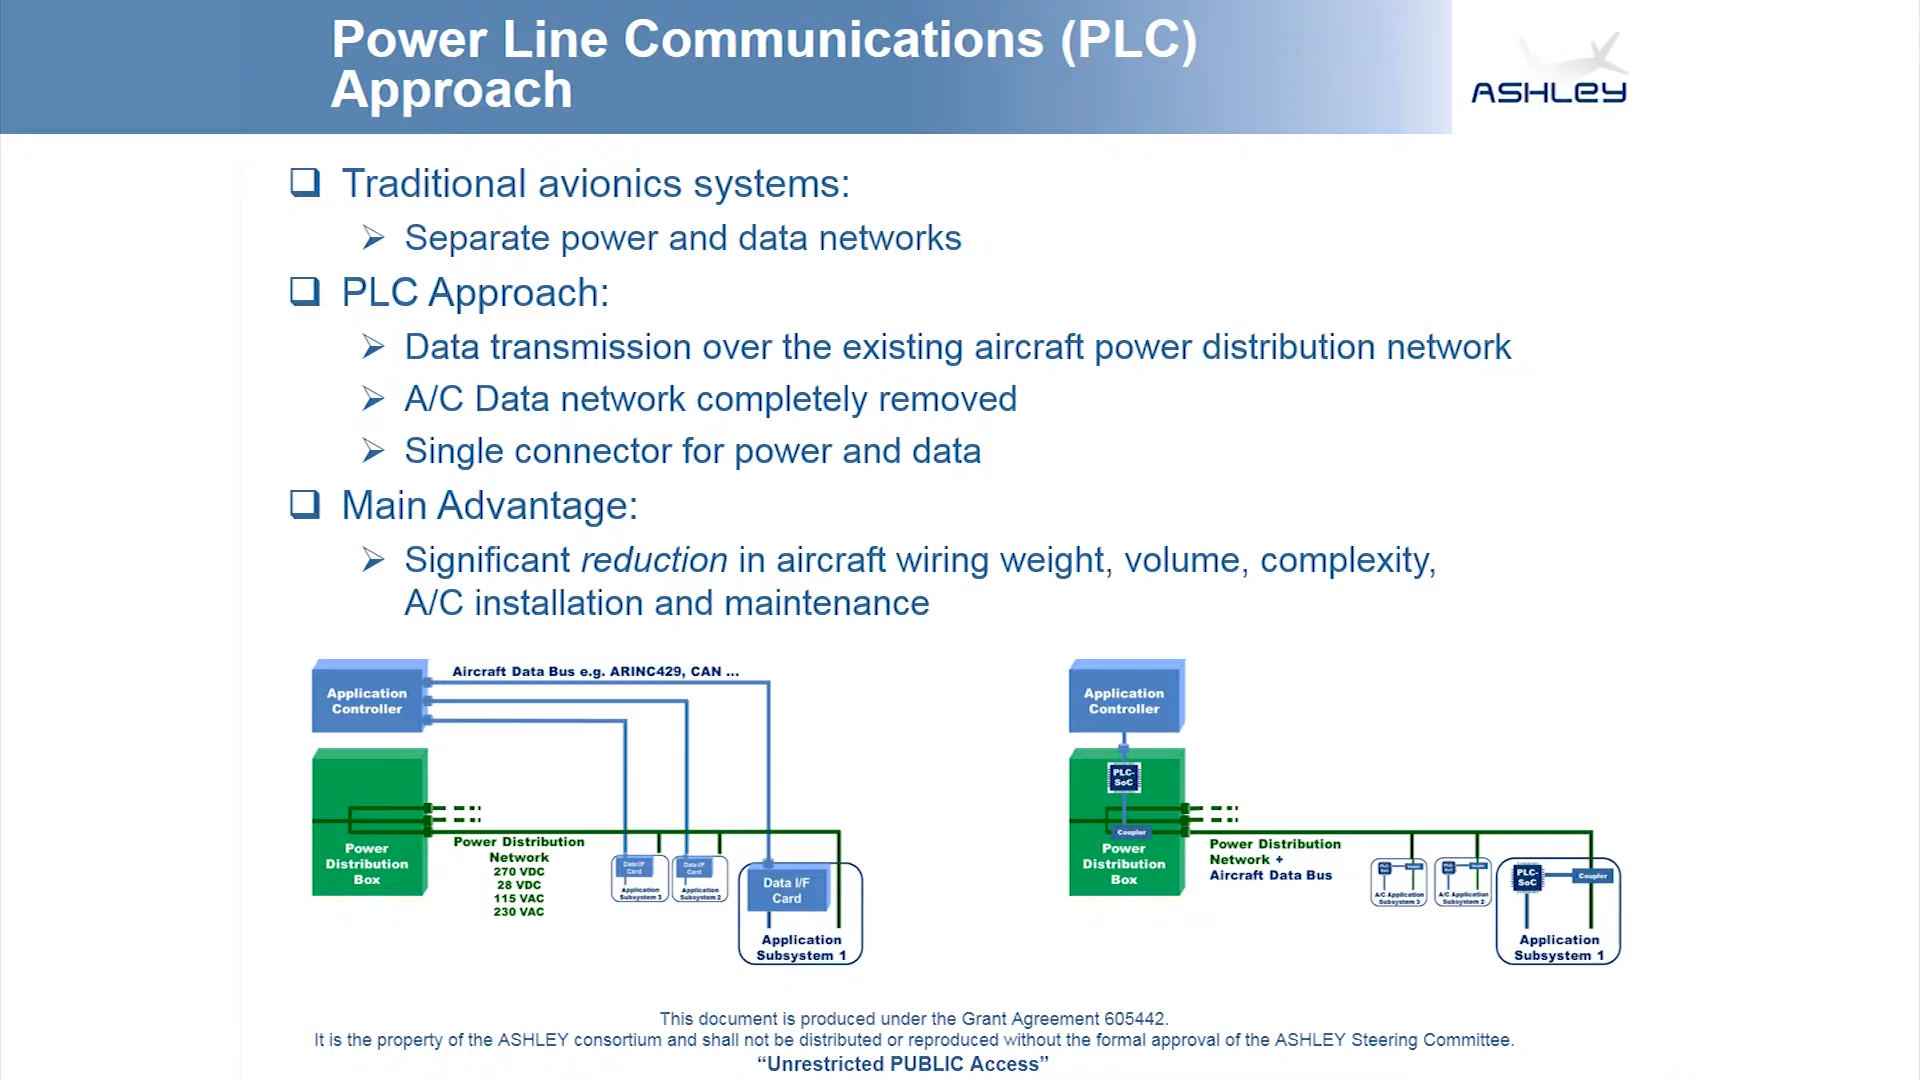 Power Line Communications (PLC)
Approach
ASHLEY
Traditional avionics systems:
Separate power and data networks
PLC Approach:
Data transmission over the existing aircraft power distribution network
A/C Data network completely removed
Single connector for power and data
Main Advantage:
Significant reduction in aircraft wiring weight, volume, complexity,
A/C installation and maintenance
Aircraft Data Bus e.g. ARINC429, CAN ...
Application
Controller
Power
Distribution
Box
Power Distribution
Network
270 VDC
28 VDC
115 VAC
230 VAC
Data I/F
Card
Application
Subsystem 3
Data I/F
Card
Application
Subsystem 2
Data I/F
Card
Application
Subsystem 1
Application
Controller
PLC-
SoC
Coupler
Power
Distribution
Box
Power Distribution
Network +
Aircraft Data Bus
A/C Application
Subsystem 3
A/C Application
Subsystem 2
PLC-
SoC
Coupler
Application
Subsystem 1
This document is produced under the Grant Agreement 605442.
It is the property of the ASHLEY consortium and shall not be distributed or reproduced without the formal approval of the ASHLEY Steering Committee.
“Unrestricted PUBLIC Access”